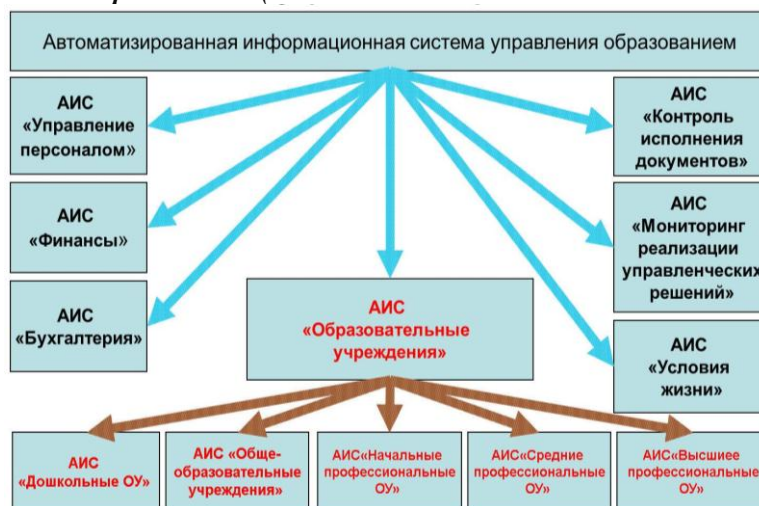 Автоматизированная информационная система управления образованием
АИС
«Управление
персоналом»
АИС
«Финансы»
АИС
«Бухгалтерия»
АИС
«Контроль
исполнения
документов»
АИС
«Мониторинг
реализации
управленческих
решений»
АИС
«Условия
жизни»
АИС
«Образовательные
учреждения»
АИС
«Дошкольные ОУ»
АИС «Обще-
образовательные
учреждения»
АИС«Начальные
профессиональные
ОУ»
АИС«Средние
профессиональные
ОУ»
АИС«Высшиее
профессиональные
ОУ»